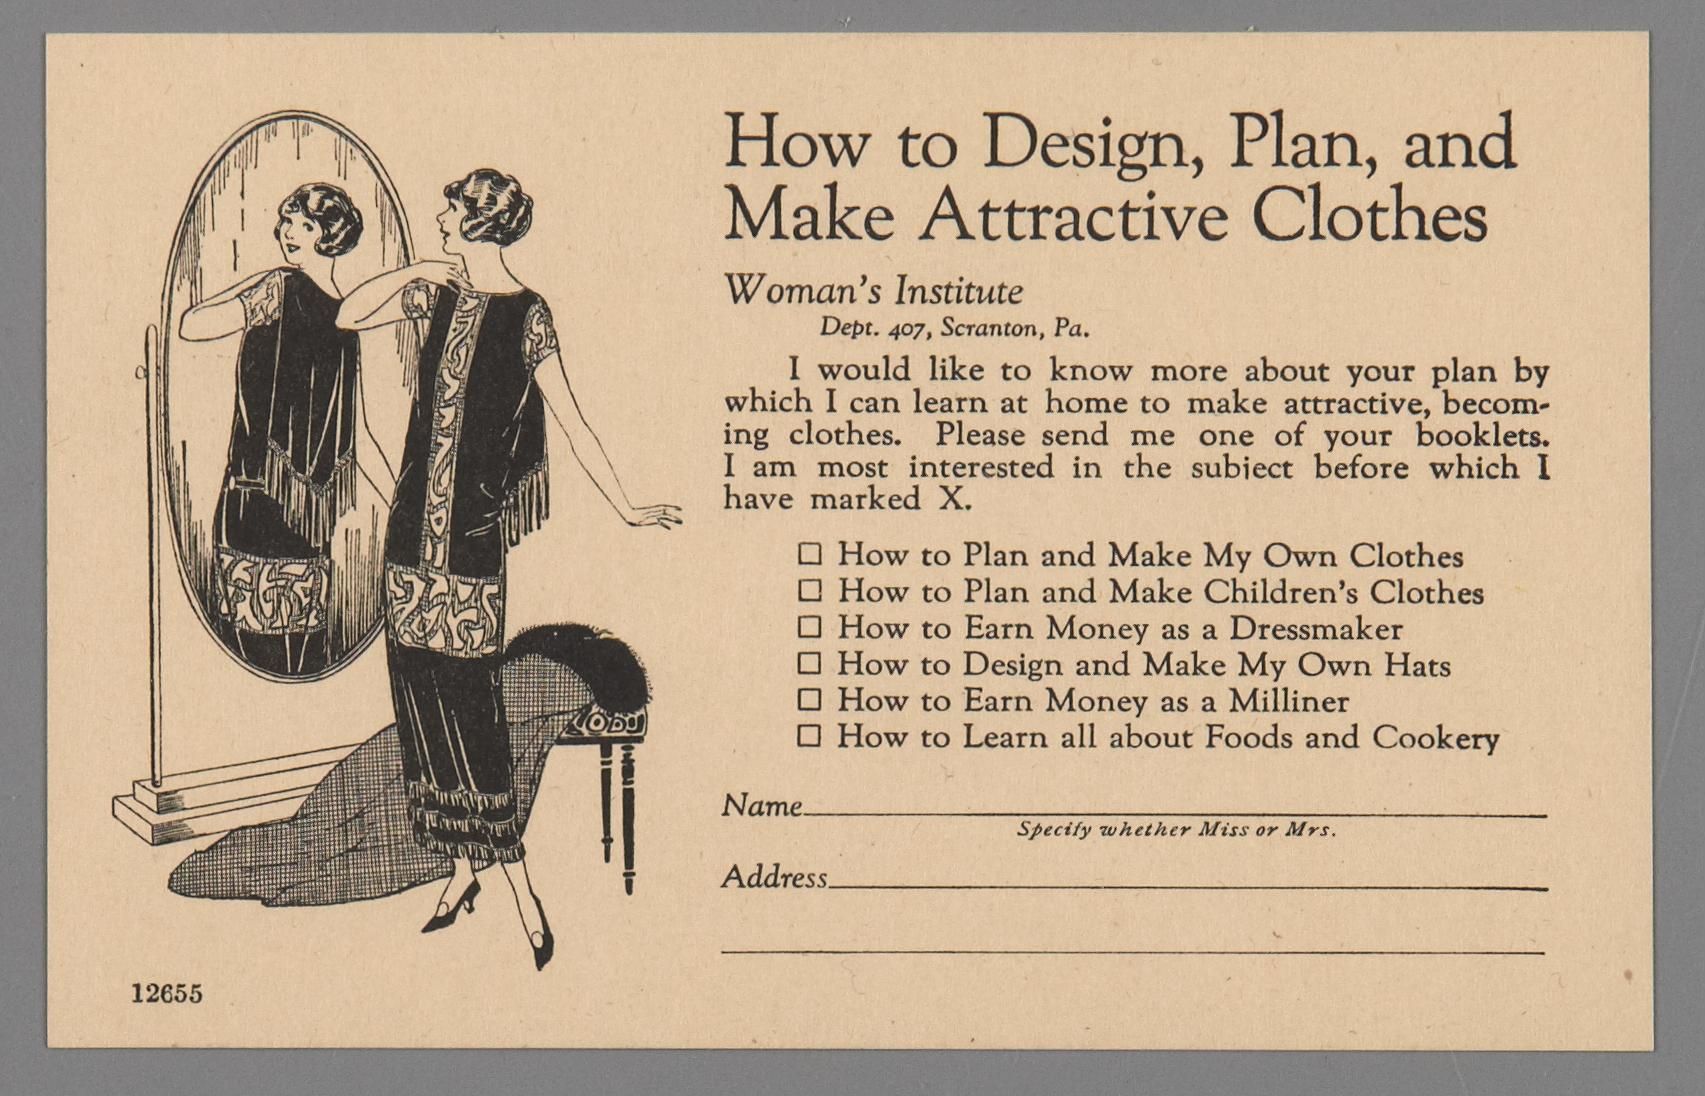 How to Design, Plan, and
Make Attractive Clothes
Woman's Institute
Dept. 407, Scranton, Pa.
I would like to know more about your plan by
which I can learn at home to make attractive, becom-
ing clothes. Please send me one of your booklets.
I am most interested in the subject before which I
have marked X.
☐ How to Plan and Make My Own Clothes
☐ How to Plan and Make Children's Clothes
☐ How to Earn Money as a Dressmaker
☐ How to Design and Make My Own Hats
☐ How to Earn Money as a Milliner
☐ How to Learn all about Foods and Cookery
Name
Specify whether Miss or Mrs.
Address
12655